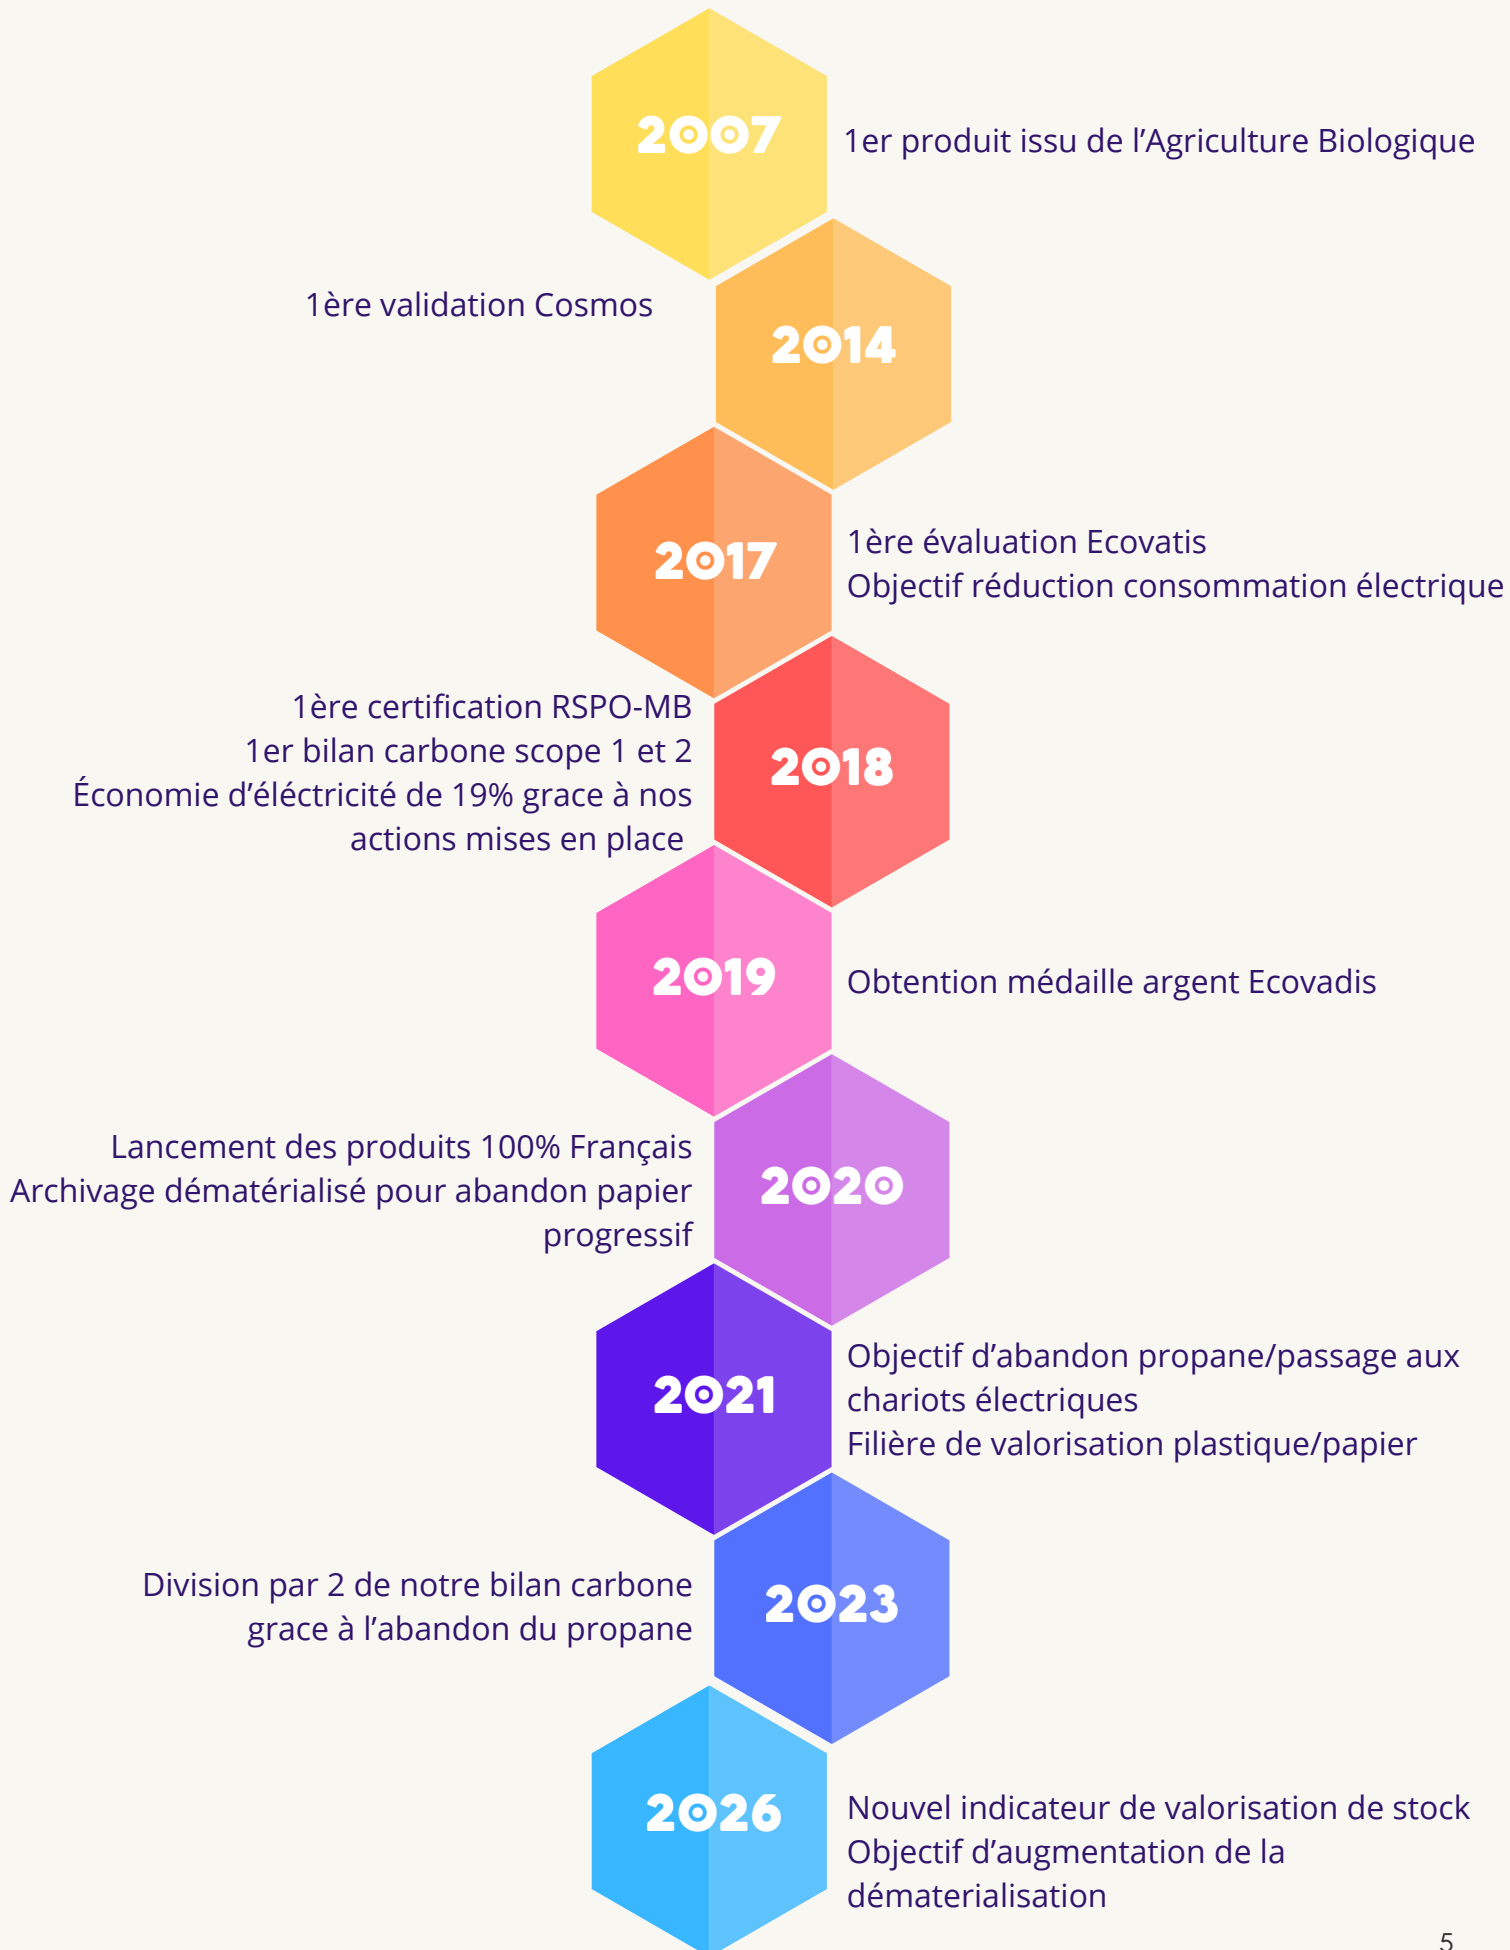 2007
1er produit issu de l'Agriculture Biologique
1ère validation Cosmos
2014
2017
1ère évaluation Ecovatis
Objectif réduction consommation électrique
1ère certification RSPO-MB
1er bilan carbone scope 1 et 2
Économie d'éléctricité de 19% grace à nos
actions mises en place
2018
2019
Obtention médaille argent Ecovadis
Lancement des produits 100% Français
Archivage dématérialisé pour abandon papier
progressif
2020
2021
Objectif d'abandon propane/passage aux
chariots électriques
Filière de valorisation plastique/papier
Division par 2 de notre bilan carbone
grace à l'abandon du propane
2023
2026
Nouvel indicateur de valorisation de stock
Objectif d'augmentation de la
dématerialisation
5